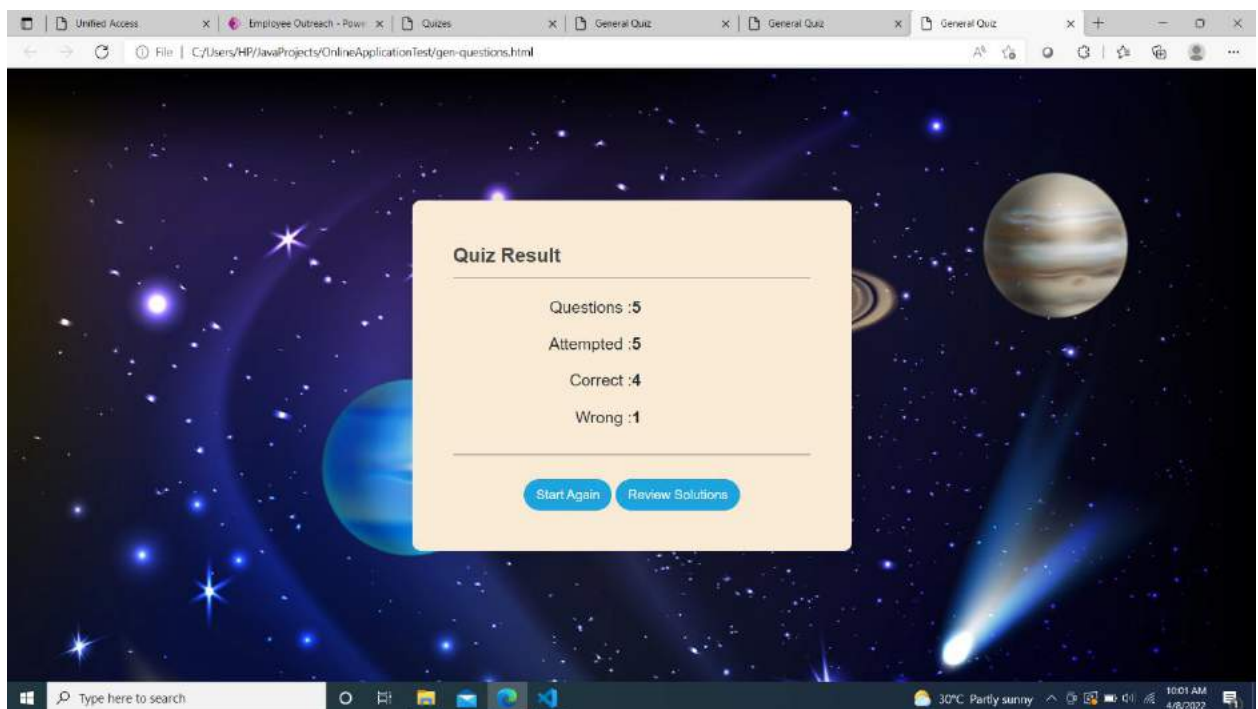 Unified Access
Employee Outreach - Power
Quizes
General Quiz
General Quiz
General Quiz
File | C:/Users/HP/JavaProjects/OnlineApplicationTest/gen-questions.html
Quiz Result
Questions :5
Attempted :5
Correct :4
Wrong :1
Start Again Review Solutions
Type here to search
30°C Partly sunny
10:01 AM
4/8/2022